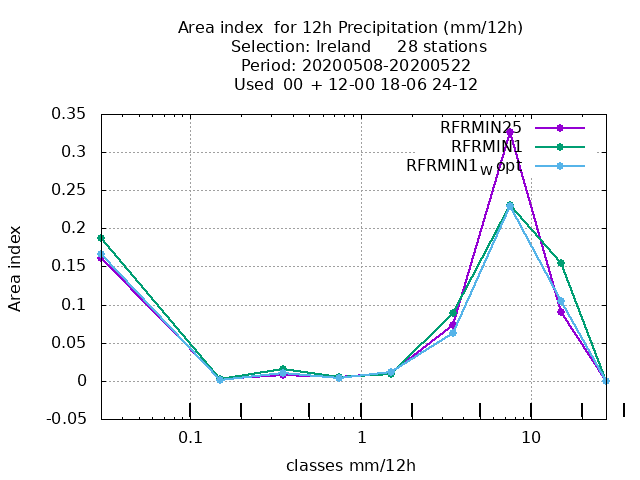 Area index  for 12h Precipitation (mm/12h)
Selection: Ireland     28 stations
Period: 20200508-20200522
Used  00  + 12-00 18-06 24-12
RFRMIN25
RFRMIN1
RFRMIN1w opt
0.35
0.3
0.25
0.2
0.15
0.1
0.05
0
-0.05
Area index
0.1
1
10
classes mm/12h